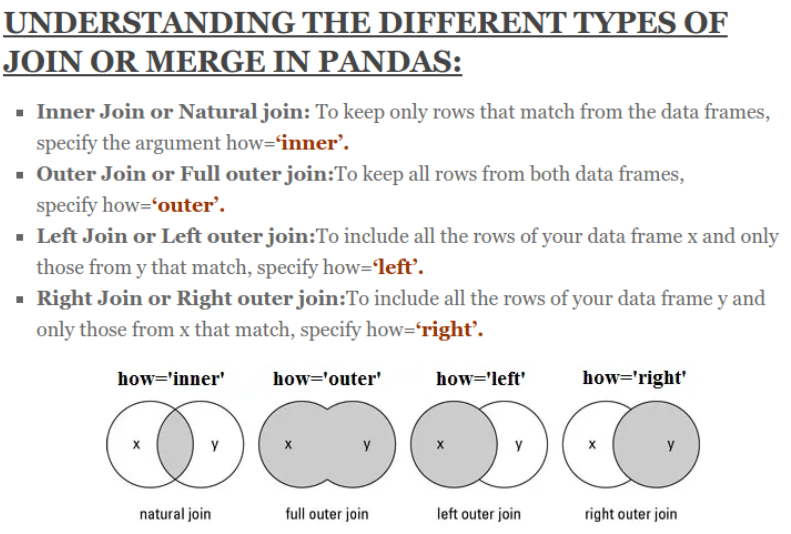 UNDERSTANDING THE DIFFERENT TYPES OF
JOIN OR MERGE IN PANDAS:
▪ Inner Join or Natural join: To keep only rows that match from the data frames,
specify the argument how=‘inner’.
▪ Outer Join or Full outer join:To keep all rows from both data frames,
specify how=‘outer’.
▪ Left Join or Left outer join:To include all the rows of your data frame x and only
those from y that match, specify how=‘left’.
▪ Right Join or Right outer join:To include all the rows of your data frame y and
only those from x that match, specify how=‘right’.
how='inner' how='outer' how='left' how='right'
x y x y x y x y
natural join full outer join left outer join right outer join